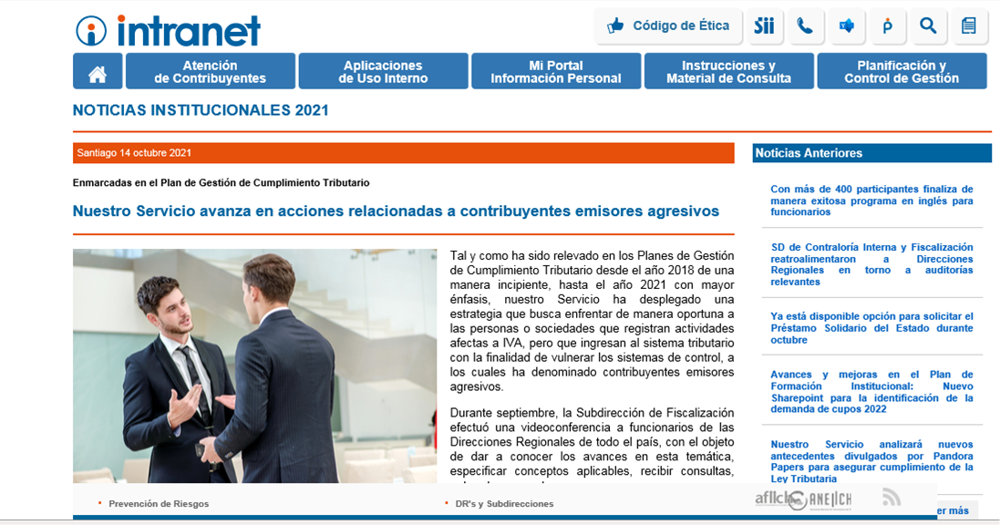 intranet
Código de Ética
Sii
Atención
de Contribuyentes
Aplicaciones
de Uso Interno
Mi Portal
Información Personal
Instrucciones y
Material de Consulta
Planificación y
Control de Gestión
NOTICIAS INSTITUCIONALES 2021
Santiago 14 octubre 2021
Enmarcadas en el Plan de Gestión de Cumplimiento Tributario
Nuestro Servicio avanza en acciones relacionadas a contribuyentes emisores agresivos
Tal y como ha sido relevado en los Planes de Gestión
de Cumplimiento Tributario desde el año 2018 de una
manera incipiente, hasta el año 2021 con mayor
énfasis, nuestro Servicio ha desplegado una
estrategia que busca enfrentar de manera oportuna a
las personas o sociedades que registran actividades
afectas a IVA, pero que ingresan al sistema tributario
con la finalidad de vulnerar los sistemas de control, a
los cuales ha denominado contribuyentes emisores
agresivos.
Durante septiembre, la Subdirección de Fiscalización
efectuó una videoconferencia a funcionarios de las
Direcciones Regionales de todo el país, con el objeto
de dar a conocer los avances en esta temática,
especificar conceptos aplicables, recibir consultas,
Noticias Anteriores
Con más de 400 participantes finaliza de
manera exitosa programa en inglés para
funcionarios
SD de Contraloría Interna y Fiscalización
reatroalimentaron a Direcciones
Regionales en torno a auditorías
relevantes
Ya está disponible opción para solicitar el
Préstamo Solidario del Estado durante
octubre
Avances y mejoras en el Plan de
Formación Institucional: Nuevo
Sharepoint para la identificación de la
demanda de cupos 2022
Nuestro Servicio analizará nuevos
antecedentes divulgados por Pandora
Papers para asegurar cumplimiento de la
Ley Tributaria
er más
• Prevención de Riesgos
• DR's y Subdirecciones
afiich
ANEIICH